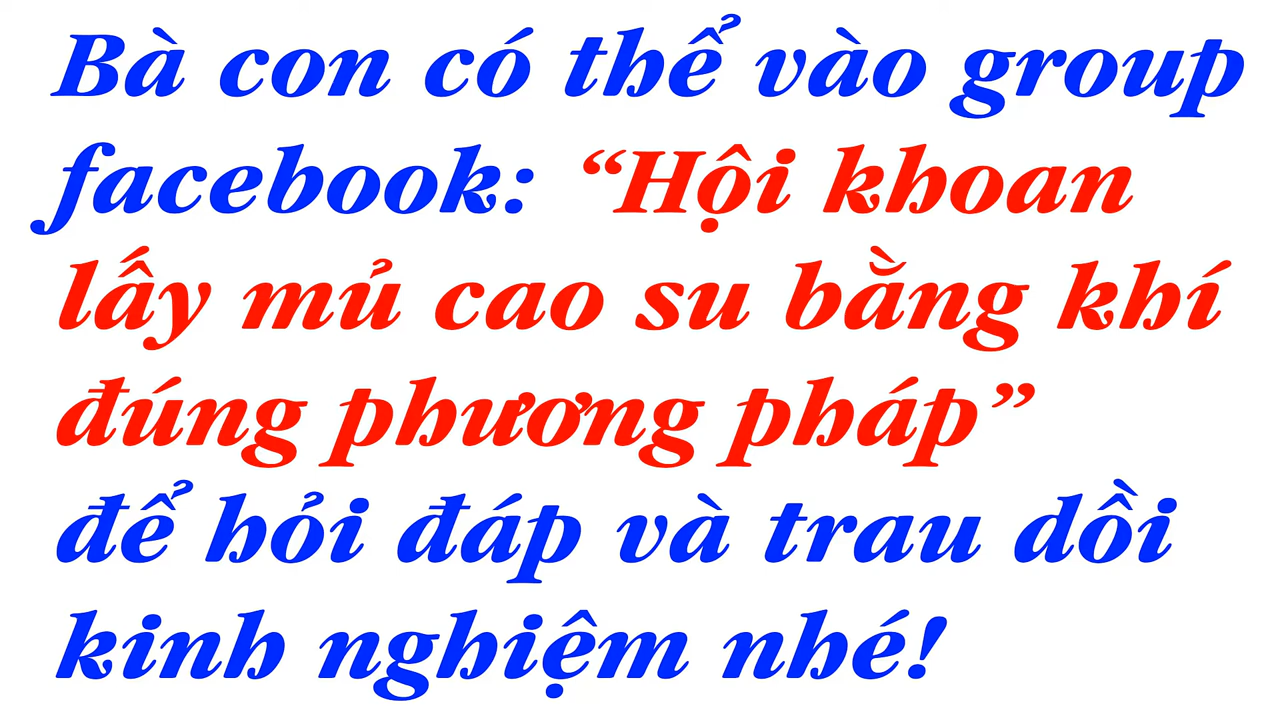 Bà con có thể vào group
facebook: “Hội khoan
lấy mủ cao su bằng khí
đúng phương pháp”
để hỏi đáp và trau dồi
kinh nghiệm nhé!